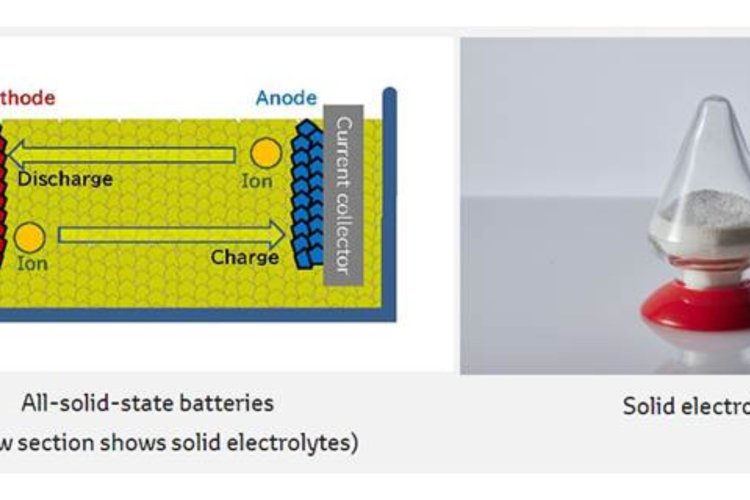 thode
Anode
Discharge
Ion
Current collector
Ion
Charge
All-solid-state batteries
w section shows solid electrolytes)
Solid electro